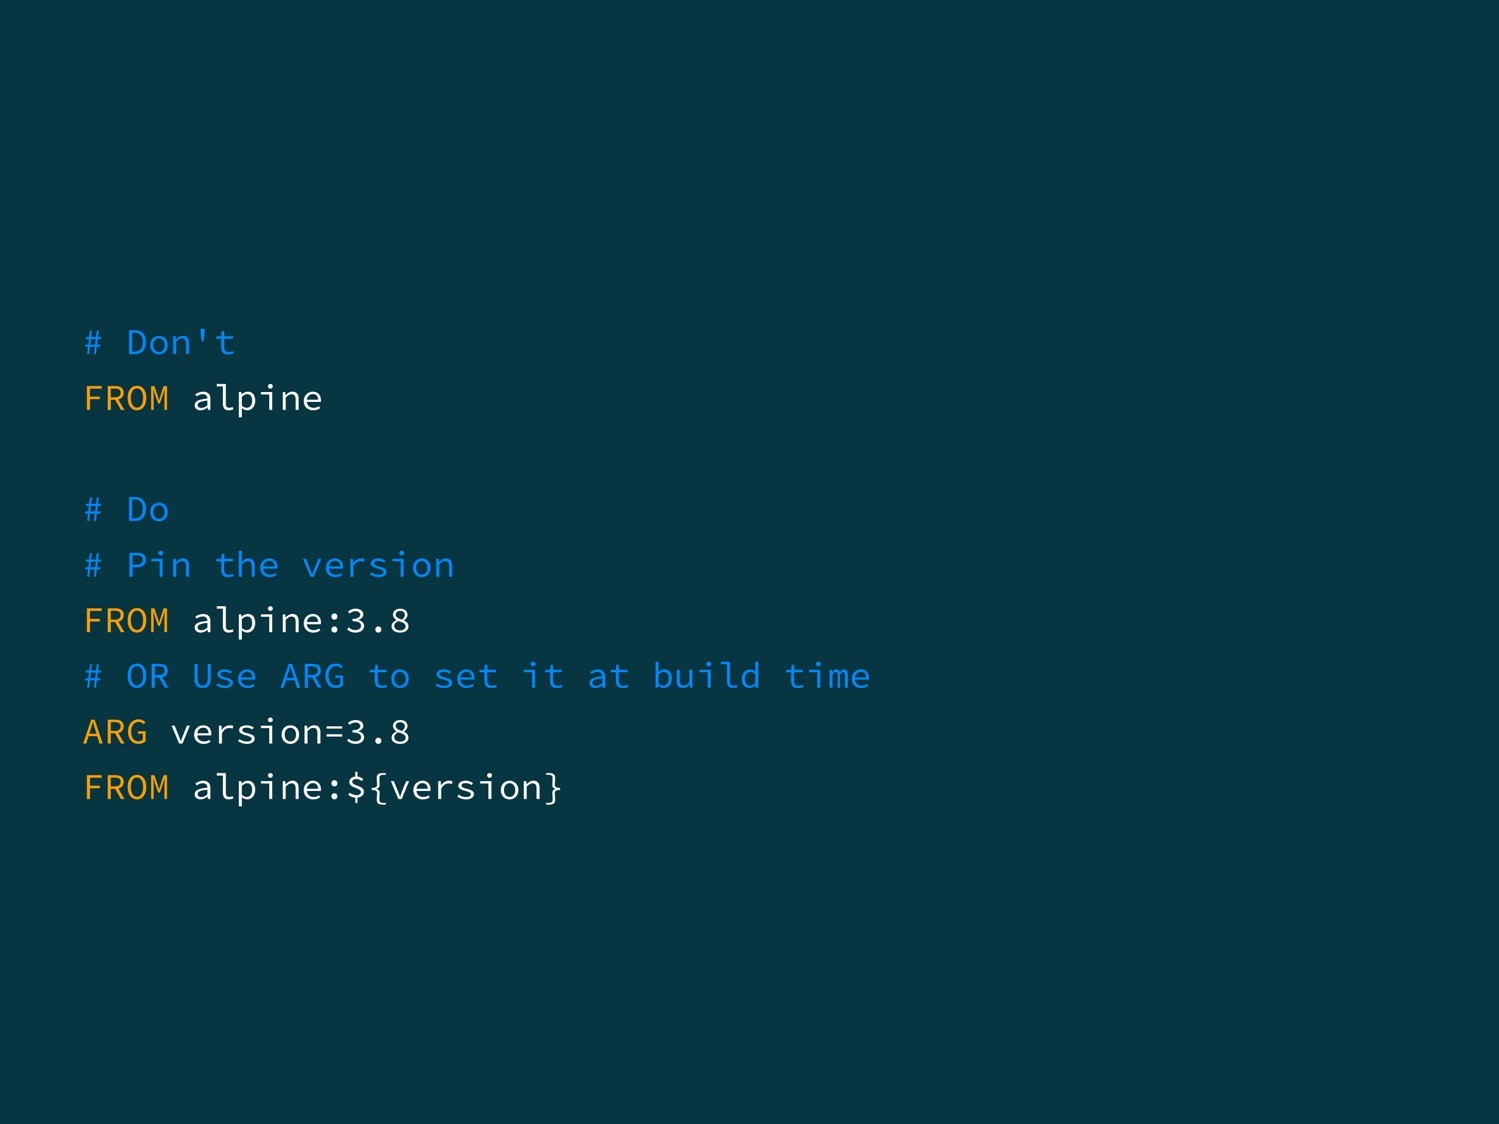 # Don't
FROM alpine
# Do
# Pin the version
FROM alpine:3.8
# OR Use ARG to set it at build time
ARG version=3.8
FROM alpine:${version}